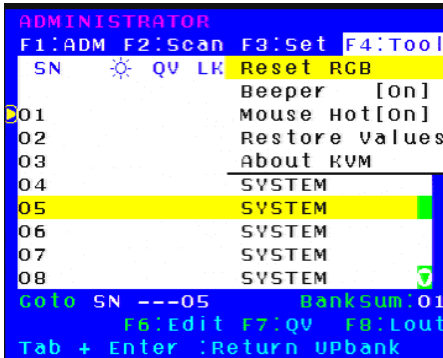 ADMINISTRATOR
F1:ADM F2:Scan F3:Set F4:Tool
SN QV LK Reset RGB
Beeper [On]
01 Mouse Hot[On]
02 Restore Values
03 About KVM
04 SYSTEM
05 SYSTEM
06 SYSTEM
07 SYSTEM
08 SYSTEM
Goto SN ---05 BankSum:01
F6:Edit F7:QV F8:Lout
Tab + Enter :Return UPbank